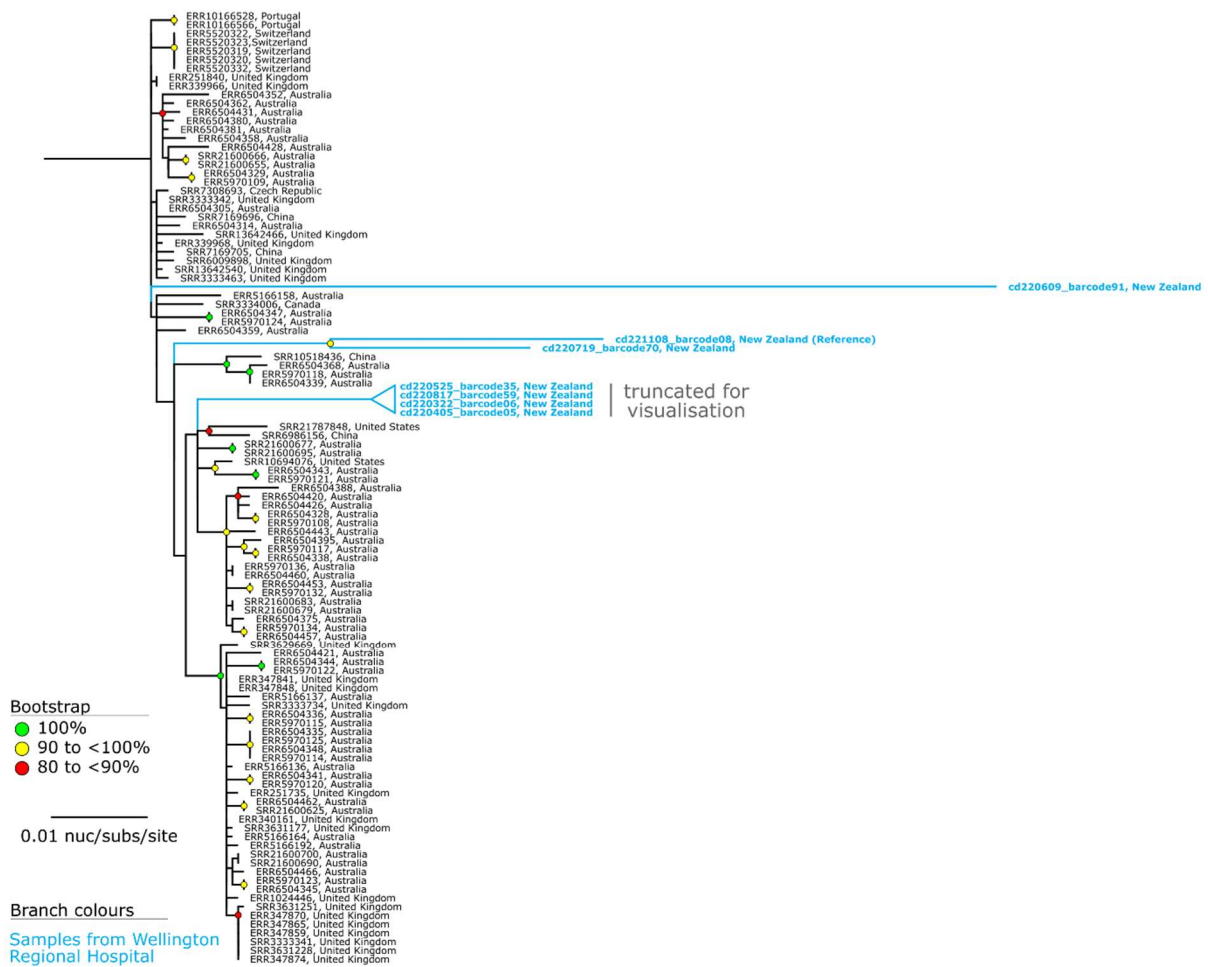 ERR10166528, Portugal
ERR10166566, Portugal
ERR5520322, Switzerland
ERR5520323,Switzerland
ERR5520319, Switzerland
ERR5520320, Switzerland
ERR5520332, Switzerland
ERR251840, United Kingdom
ERR339966, United Kingdom
ERR6504352, Australia
ERR6504362, Australia
ERR6504431, Australia
ERR6504380, Australia
ERR6504381, Australia
ERR6504358, Australia
ERR6504428, Australia
SRR21600666, Australia
SRR21600655, Australia
ERR6504329, Australia
ERR5970109, Australia
SRR7308693, Czech Republic
SRR3333342, United Kingdom
ERR6504305, Australia
SRR7169696, China
ERR6504314, Australia
SRR13642466, United Kingdom
ERR339968, United Kingdom
SRR7169705, China
SRR6009898, United Kingdom
SRR13642540, United Kingdom
SRR3333463, United Kingdom
cd220609_barcode91, New Zealand
ERR5166158, Australia
SRR3334006, Canada
ERR6504347, Australia
ERR5970124, Australia
ERR6504359, Australia
cd221108_barcode08, New Zealand (Reference)
cd220719_barcode70, New Zealand
SRR10518436, China
ERR6504368, Australia
ERR5970118, Australia
ERR6504339, Australia
cd220525_barcode35, New Zealand
cd220817_barcode59, New Zealand
cd220322_barcode06, New Zealand
cd220405_barcode05, New Zealand
truncated for
visualisation
SRR21787848, United States
SRR6986156, China
SRR21600677, Australia
SRR21600695, Australia
SRR10694076, United States
ERR6504343, Australia
ERR5970121, Australia
ERR6504388, Australia
ERR6504420, Australia
ERR6504426, Australia
ERR6504328, Australia
ERR5970108, Australia
ERR6504443, Australia
ERR6504395, Australia
ERR5970117, Australia
ERR6504338, Australia
ERR5970136, Australia
ERR6504460, Australia
ERR6504453, Australia
ERR5970132, Australia
SRR21600683, Australia
SRR21600679, Australia
ERR6504375, Australia
ERR5970134, Australia
ERR6504457, Australia
SRR3629669, United Kingdom
ERR6504421, Australia
ERR6504344, Australia
ERR5970122, Australia
ERR347841, United Kingdom
ERR347848, United Kingdom
ERR5166137, Australia
SRR3333734, United Kingdom
ERR6504336, Australia
ERR5970115, Australia
ERR6504335, Australia
ERR5970125, Australia
ERR6504348, Australia
ERR5970114, Australia
ERR5166136, Australia
ERR6504341, Australia
ERR5970120, Australia
ERR251735, United Kingdom
ERR6504462, Australia
SRR21600625, Australia
ERR340161, United Kingdom
SRR3631177, United Kingdom
ERR5166164, Australia
ERR5166192, Australia
SRR21600700, Australia
SRR21600690, Australia
ERR6504466, Australia
ERR5970123, Australia
ERR6504345, Australia
ERR1024446, United Kingdom
SRR3631251, United Kingdom
ERR347870, United Kingdom
ERR347865, United Kingdom
ERR347859, United Kingdom
SRR3333341, United Kingdom
SRR3631228, United Kingdom
ERR347874, United Kingdom
Bootstrap
100%
90 to <100%
80 to <90%
0.01 nuc/subs/site
Branch colours
Samples from Wellington
Regional Hospital